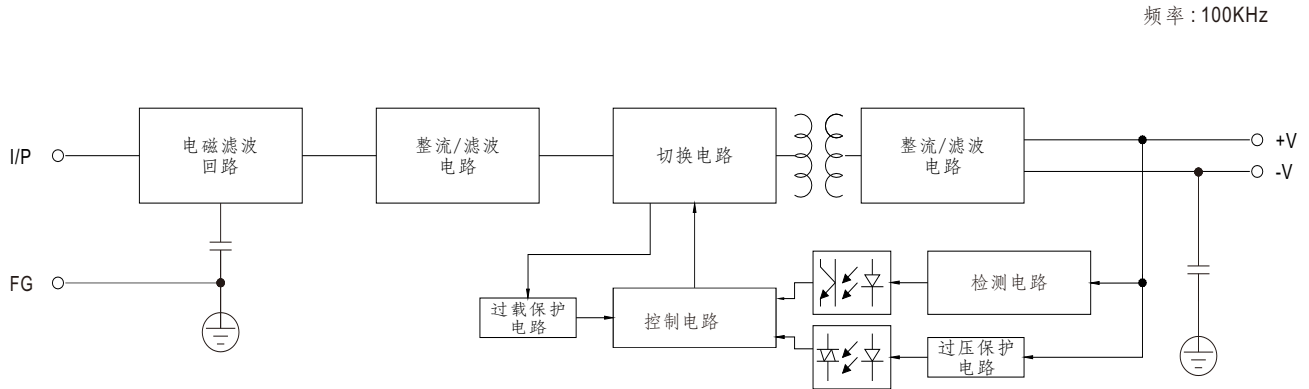 频率 : 100KHz
I/P
电磁滤波
回路
整流/滤波
电路
切换电路
整流/滤波
电路
+V
-V
FG
过载保护
电路
控制电路
检测电路
过压保护
电路